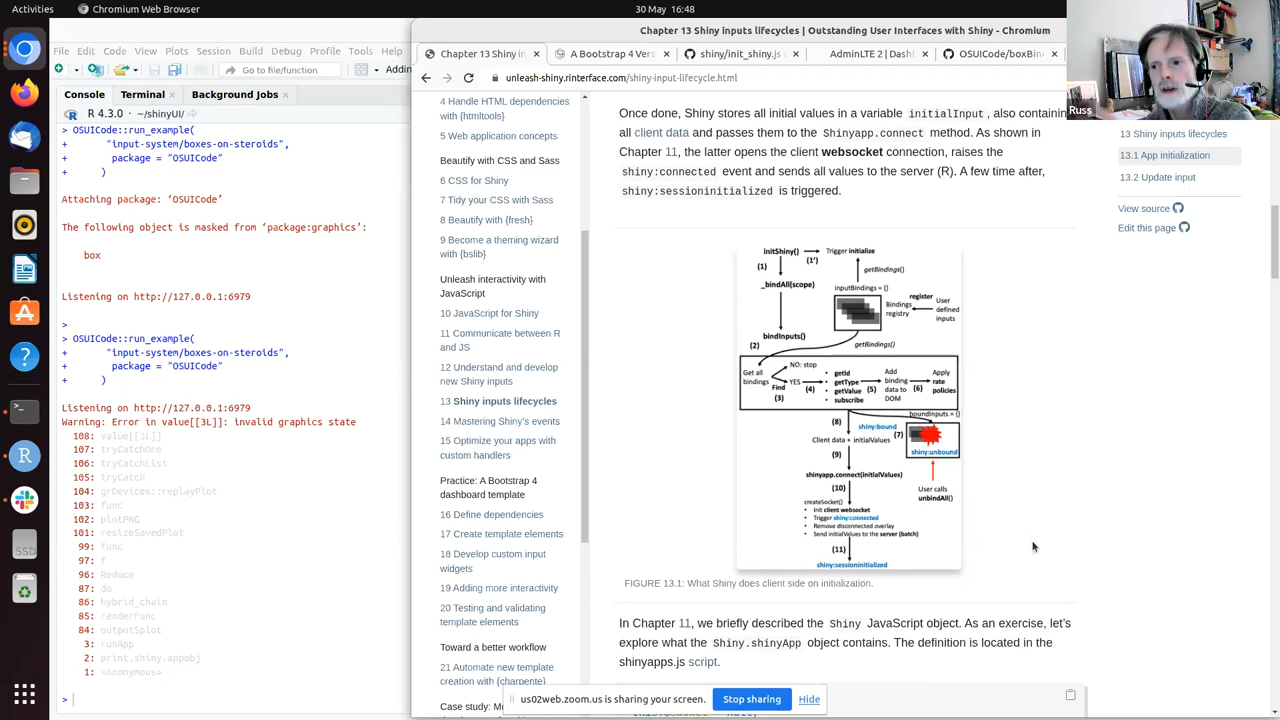 Activities
Chromium Web Browser
30 May 16:48
File Edit Code View Plots Session Build Debug Profile Tools Help
Go to file/function
Addin
Console Terminal Background Jobs
R 4.3.0 · ~/shinyUI/
> OSUICode::run_example(
+ "input-system/boxes-on-steroids",
+ package = "OSUICode"
+ )
Attaching package: ‘OSUICode’
The following object is masked from ‘package:graphics’:
box
Listening on http://127.0.0.1:6979
>
> OSUICode::run_example(
+ "input-system/boxes-on-steroids",
+ package = "OSUICode"
+ )
Listening on http://127.0.0.1:6979
Warning: Error in value[[3L]]: invalid graphics state
108: value[[3L]]
107: tryCatchOne
106: tryCatchList
105: tryCatch
104: grDevices::replayPlot
103: func
102: plotPNG
101: resizeSavedPlot
99: func
97: f
96: Reduce
87: do
86: hybrid_chain
85: renderFunc
84: output$plot
3: runApp
2: print.shiny.appobj
1: <Anonymous>
>
SSD
Chapter 13 Shiny inputs lifecycles | Outstanding User Interfaces with Shiny - Chromium
Chapter 13 Shiny in
A Bootstrap 4 Vers
shiny/init_shiny.js
AdminLTE 2 | Dash
OSUICode/boxBin
unleash-shiny.rinterface.com/shiny-input-lifecycle.html
4 Handle HTML dependencies
with {htmltools}
5 Web application concepts
Beautify with CSS and Sass
6 CSS for Shiny
7 Tidy your CSS with Sass
8 Beautify with {fresh}
9 Become a theming wizard
with {bslib}
Unleash interactivity with
JavaScript
10 JavaScript for Shiny
11 Communicate between R
and JS
12 Understand and develop
new Shiny inputs
13 Shiny inputs lifecycles
14 Mastering Shiny's events
15 Optimize your apps with
custom handlers
Practice: A Bootstrap 4
dashboard template
16 Define dependencies
17 Create template elements
18 Develop custom input
widgets
19 Adding more interactivity
20 Testing and validating
template elements
Toward a better workflow
21 Automate new template
creation with {charpente}
Case study: M
Once done, Shiny stores all initial values in a variable initialInput, also containin
all client data and passes them to the Shinyapp.connect method. As shown in
Chapter 11, the latter opens the client websocket connection, raises the
shiny:connected event and sends all values to the server (R). A few time after,
shiny:sessioninitialized is triggered.
initShiny()
Trigger initialize
(1)
(1')
getBindings()
_bindAll(scope)
inputBindings = {}
register
Bindings
registry
User
defined
inputs
bindInputs()
(2)
getBindings()
Get all
bindings
NO: stop
YES
Find
(3)
(4)
• getId
• getType
• getValue
• subscribe
(5)
Add
binding
data to
DOM
(6)
Apply
rate
policies
boundInputs = {}
(8)
shiny:bound
(7)
Client data + initialValues
shiny:unbound
(9)
shinyapp.connect(initialValues)
User calls
unbindAll()
(10)
createSocket()
• Init client websocket
• Trigger shiny:connected
• Remove disconnected overlay
• Send initialValues to the server (batch)
(11)
shiny:sessioninitialized
FIGURE 13.1: What Shiny does client side on initialization.
In Chapter 11, we briefly described the Shiny JavaScript object. As an exercise, let's
explore what the Shiny.shinyApp object contains. The definition is located in the
shinyapps.js script.
13 Shiny inputs lifecycles
13.1 App initialization
13.2 Update input
View source
Edit this page
Russ
us02web.zoom.us is sharing your screen.
Stop sharing
Hide